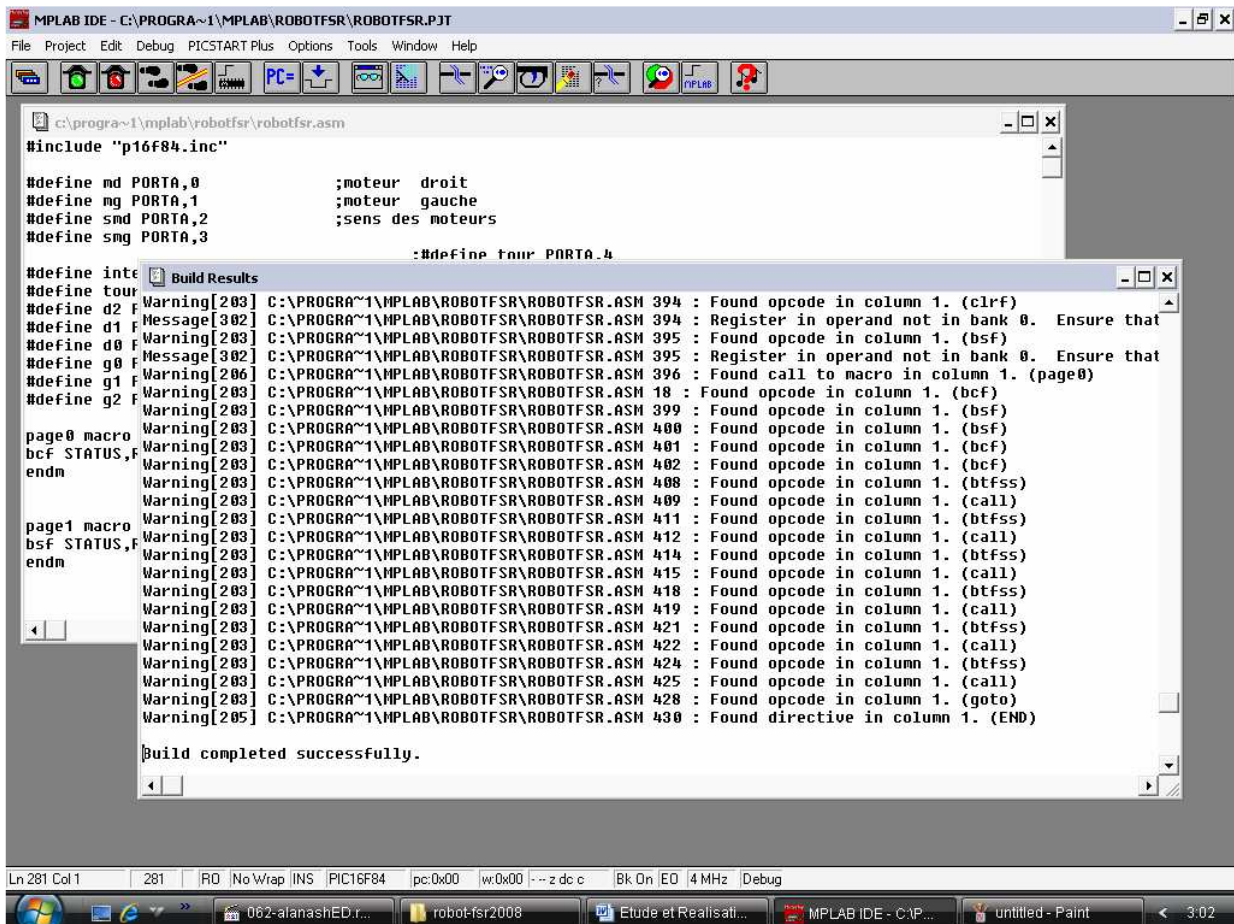 MPLAB IDE - C:\PROGRA~1\MPLAB\ROBOTFSR\ROBOTFSR.PJT
File Project Edit Debug PICSTART Plus Options Tools Window Help
PC=
MPLAB
c:\progra~1\mplab\robotfsr\robotfsr.asm
#include "p16f84.inc"
#define md PORTA,0 ;moteur droit
#define mg PORTA,1 ;moteur gauche
#define smd PORTA,2 ;sens des moteurs
#define smg PORTA,3
;#define tour PORTA,4
#define inte
#define tour
#define d2
#define d1
#define d0
#define g0
#define g1
#define g2
page0 macro
bcf STATUS,
endm
page1 macro
bsf STATUS,
endm
Build Results
Warning[203] C:\PROGRA~1\MPLAB\ROBOTFSR\ROBOTFSR.ASM 394 : Found opcode in column 1. (clrf)
Message[302] C:\PROGRA~1\MPLAB\ROBOTFSR\ROBOTFSR.ASM 394 : Register in operand not in bank 0. Ensure that
Warning[203] C:\PROGRA~1\MPLAB\ROBOTFSR\ROBOTFSR.ASM 395 : Found opcode in column 1. (bsf)
Message[302] C:\PROGRA~1\MPLAB\ROBOTFSR\ROBOTFSR.ASM 395 : Register in operand not in bank 0. Ensure that
Warning[206] C:\PROGRA~1\MPLAB\ROBOTFSR\ROBOTFSR.ASM 396 : Found call to macro in column 1. (page0)
Warning[203] C:\PROGRA~1\MPLAB\ROBOTFSR\ROBOTFSR.ASM 18 : Found opcode in column 1. (bcf)
Warning[203] C:\PROGRA~1\MPLAB\ROBOTFSR\ROBOTFSR.ASM 399 : Found opcode in column 1. (bsf)
Warning[203] C:\PROGRA~1\MPLAB\ROBOTFSR\ROBOTFSR.ASM 400 : Found opcode in column 1. (bsf)
Warning[203] C:\PROGRA~1\MPLAB\ROBOTFSR\ROBOTFSR.ASM 401 : Found opcode in column 1. (bcf)
Warning[203] C:\PROGRA~1\MPLAB\ROBOTFSR\ROBOTFSR.ASM 402 : Found opcode in column 1. (bcf)
Warning[203] C:\PROGRA~1\MPLAB\ROBOTFSR\ROBOTFSR.ASM 408 : Found opcode in column 1. (btfss)
Warning[203] C:\PROGRA~1\MPLAB\ROBOTFSR\ROBOTFSR.ASM 409 : Found opcode in column 1. (call)
Warning[203] C:\PROGRA~1\MPLAB\ROBOTFSR\ROBOTFSR.ASM 411 : Found opcode in column 1. (btfss)
Warning[203] C:\PROGRA~1\MPLAB\ROBOTFSR\ROBOTFSR.ASM 412 : Found opcode in column 1. (call)
Warning[203] C:\PROGRA~1\MPLAB\ROBOTFSR\ROBOTFSR.ASM 414 : Found opcode in column 1. (btfss)
Warning[203] C:\PROGRA~1\MPLAB\ROBOTFSR\ROBOTFSR.ASM 415 : Found opcode in column 1. (call)
Warning[203] C:\PROGRA~1\MPLAB\ROBOTFSR\ROBOTFSR.ASM 418 : Found opcode in column 1. (btfss)
Warning[203] C:\PROGRA~1\MPLAB\ROBOTFSR\ROBOTFSR.ASM 419 : Found opcode in column 1. (call)
Warning[203] C:\PROGRA~1\MPLAB\ROBOTFSR\ROBOTFSR.ASM 421 : Found opcode in column 1. (btfss)
Warning[203] C:\PROGRA~1\MPLAB\ROBOTFSR\ROBOTFSR.ASM 422 : Found opcode in column 1. (call)
Warning[203] C:\PROGRA~1\MPLAB\ROBOTFSR\ROBOTFSR.ASM 424 : Found opcode in column 1. (btfss)
Warning[203] C:\PROGRA~1\MPLAB\ROBOTFSR\ROBOTFSR.ASM 425 : Found opcode in column 1. (call)
Warning[203] C:\PROGRA~1\MPLAB\ROBOTFSR\ROBOTFSR.ASM 428 : Found opcode in column 1. (goto)
Warning[205] C:\PROGRA~1\MPLAB\ROBOTFSR\ROBOTFSR.ASM 430 : Found directive in column 1. (END)
Build completed successfully.
Ln 281 Col 1 281 RO No Wrap INS PIC16F84 pc:0x00 w:0x00 - -- z dc c Bk On EO 4 MHz Debug
062-alanashED.r... robot-fsr2008 Etude et Realisati... MPLAB IDE - C:\P... untitled - Paint 3:02